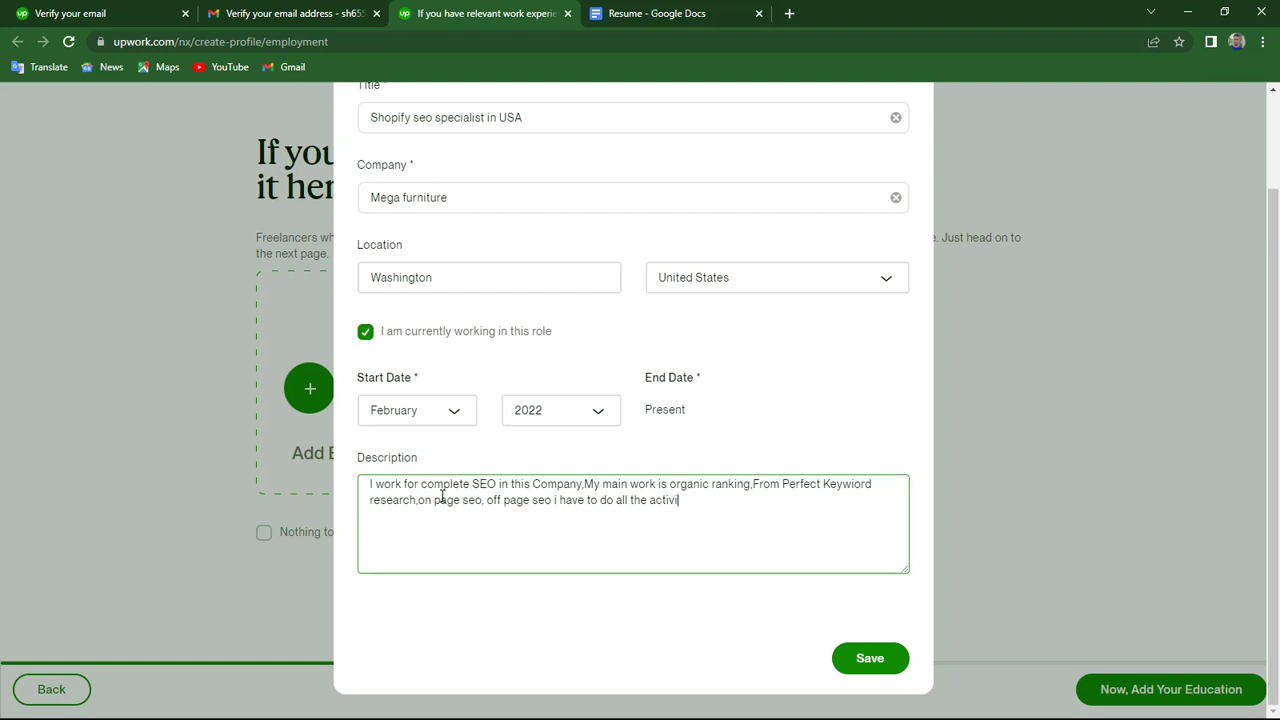 Verify your email
Verify your email address - sh655
If you have relevant work experie
Resume - Google Docs
upwork.com/nx/create-profile/employment
Translate
News
Maps
YouTube
Gmail
Title *
Shopify seo specialist in USA
If you
it her
Company *
Mega furniture
Freelancers wh
e. Just head on to
the next page.
Location
Washington
United States
I am currently working in this role
Start Date *
End Date *
February
2022
Present
Add E
Description
I work for complete SEO in this Company,My main work is organic ranking,From Perfect Keywiord
research,on page seo, off page seo i have to do all the activi
Nothing to
Save
Back
Now, Add Your Education